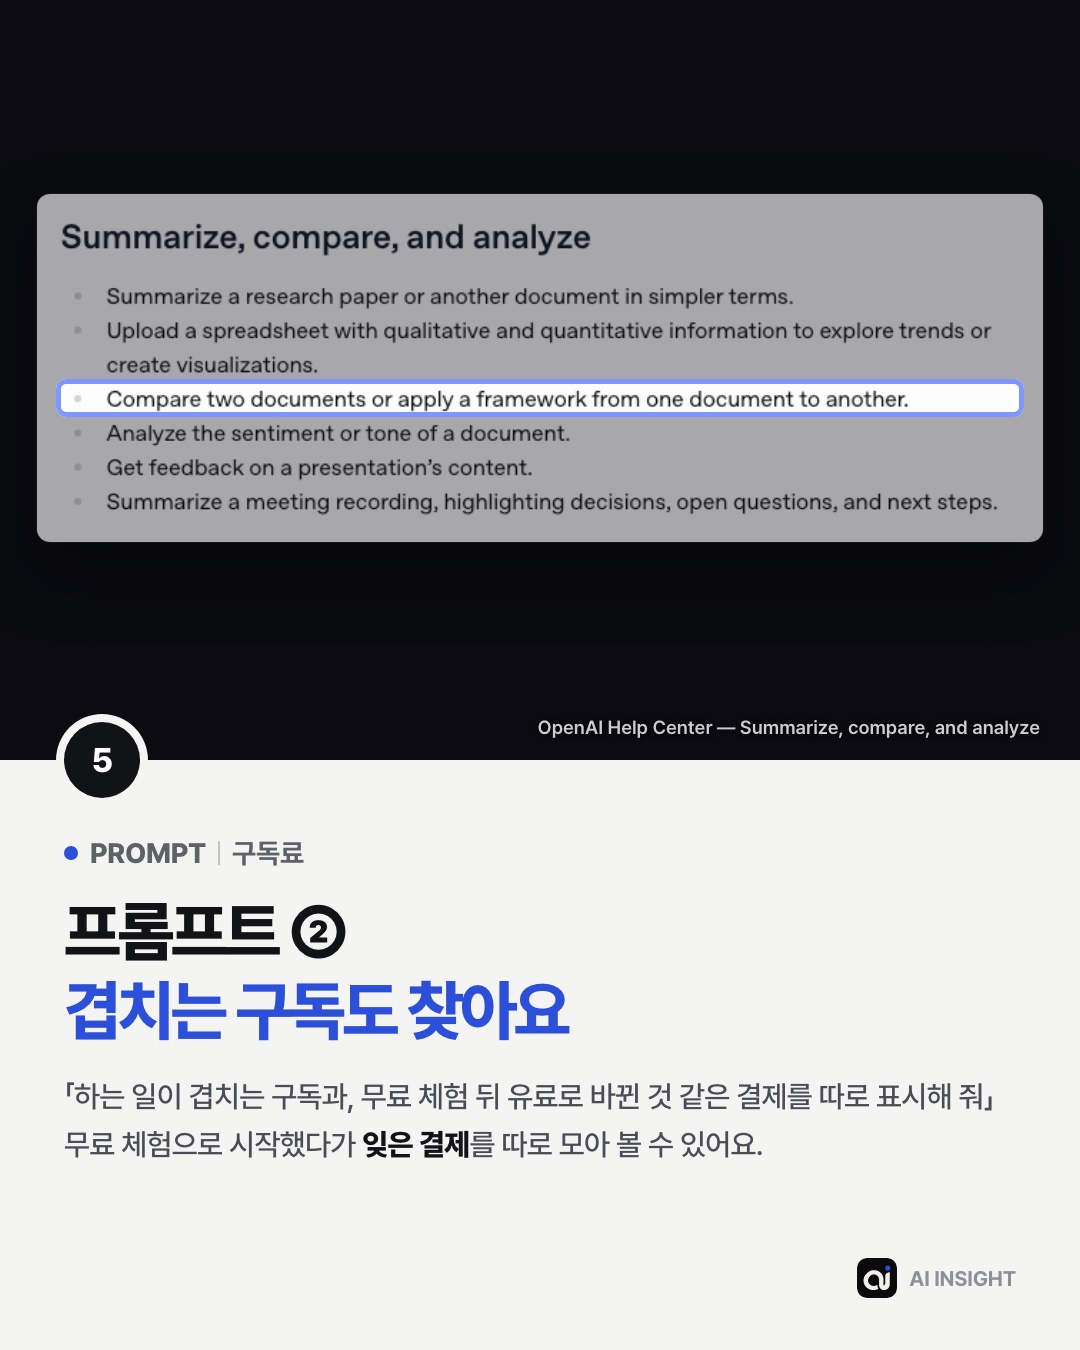 Summarize, compare, and analyze
• Summarize a research paper or another document in simpler terms.
• Upload a spreadsheet with qualitative and quantitative information to explore trends or
create visualizations.
• Compare two documents or apply a framework from one document to another.
• Analyze the sentiment or tone of a document.
• Get feedback on a presentation’s content.
• Summarize a meeting recording, highlighting decisions, open questions, and next steps.
OpenAI Help Center — Summarize, compare, and analyze
5
• PROMPT | 구독료
프롬프트 ②
겹치는 구독도 찾아요
「하는 일이 겹치는 구독과, 무료 체험 뒤 유료로 바뀐 것 같은 결제를 따로 표시해 줘」
무료 체험으로 시작했다가 잊은 결제를 따로 모아 볼 수 있어요.
ai AI INSIGHT